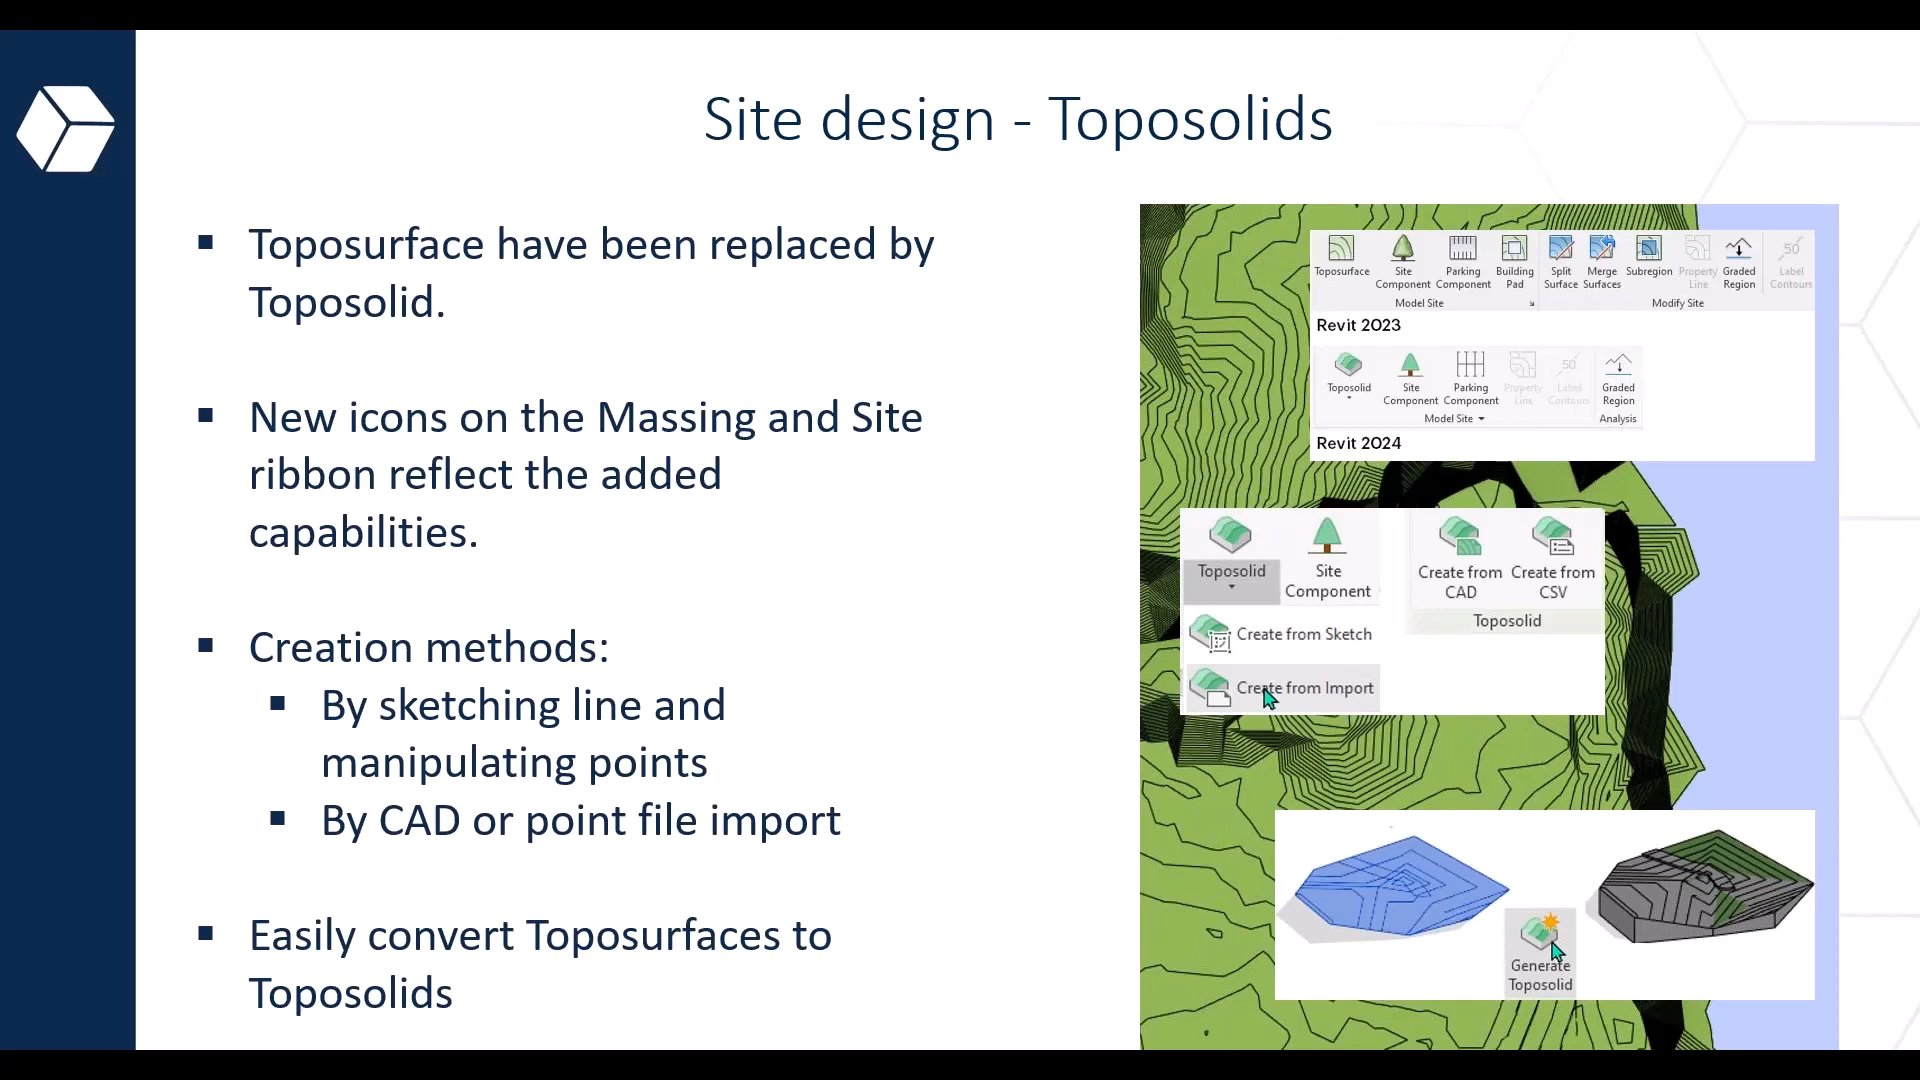 Site design - Toposolids
▪ Toposurface have been replaced by
Toposolid.
▪ New icons on the Massing and Site
ribbon reflect the added
capabilities.
▪ Creation methods:
▪ By sketching line and
manipulating points
▪ By CAD or point file import
▪ Easily convert Toposurfaces to
Toposolids
Toposurface Site Parking Building Split Merge Subregion Property Graded 50 Label
Component Component Pad Surface Surfaces Line Region Contours
Model Site Modify Site
Revit 2023
Toposolid Site Parking Property 50 Label Graded
Component Component Line Contours Region
Model Site Analysis
Revit 2024
Toposolid Site
Component
Create from Sketch
Create from Import
Create from Create from
CAD CSV
Toposolid
Generate
Toposolid